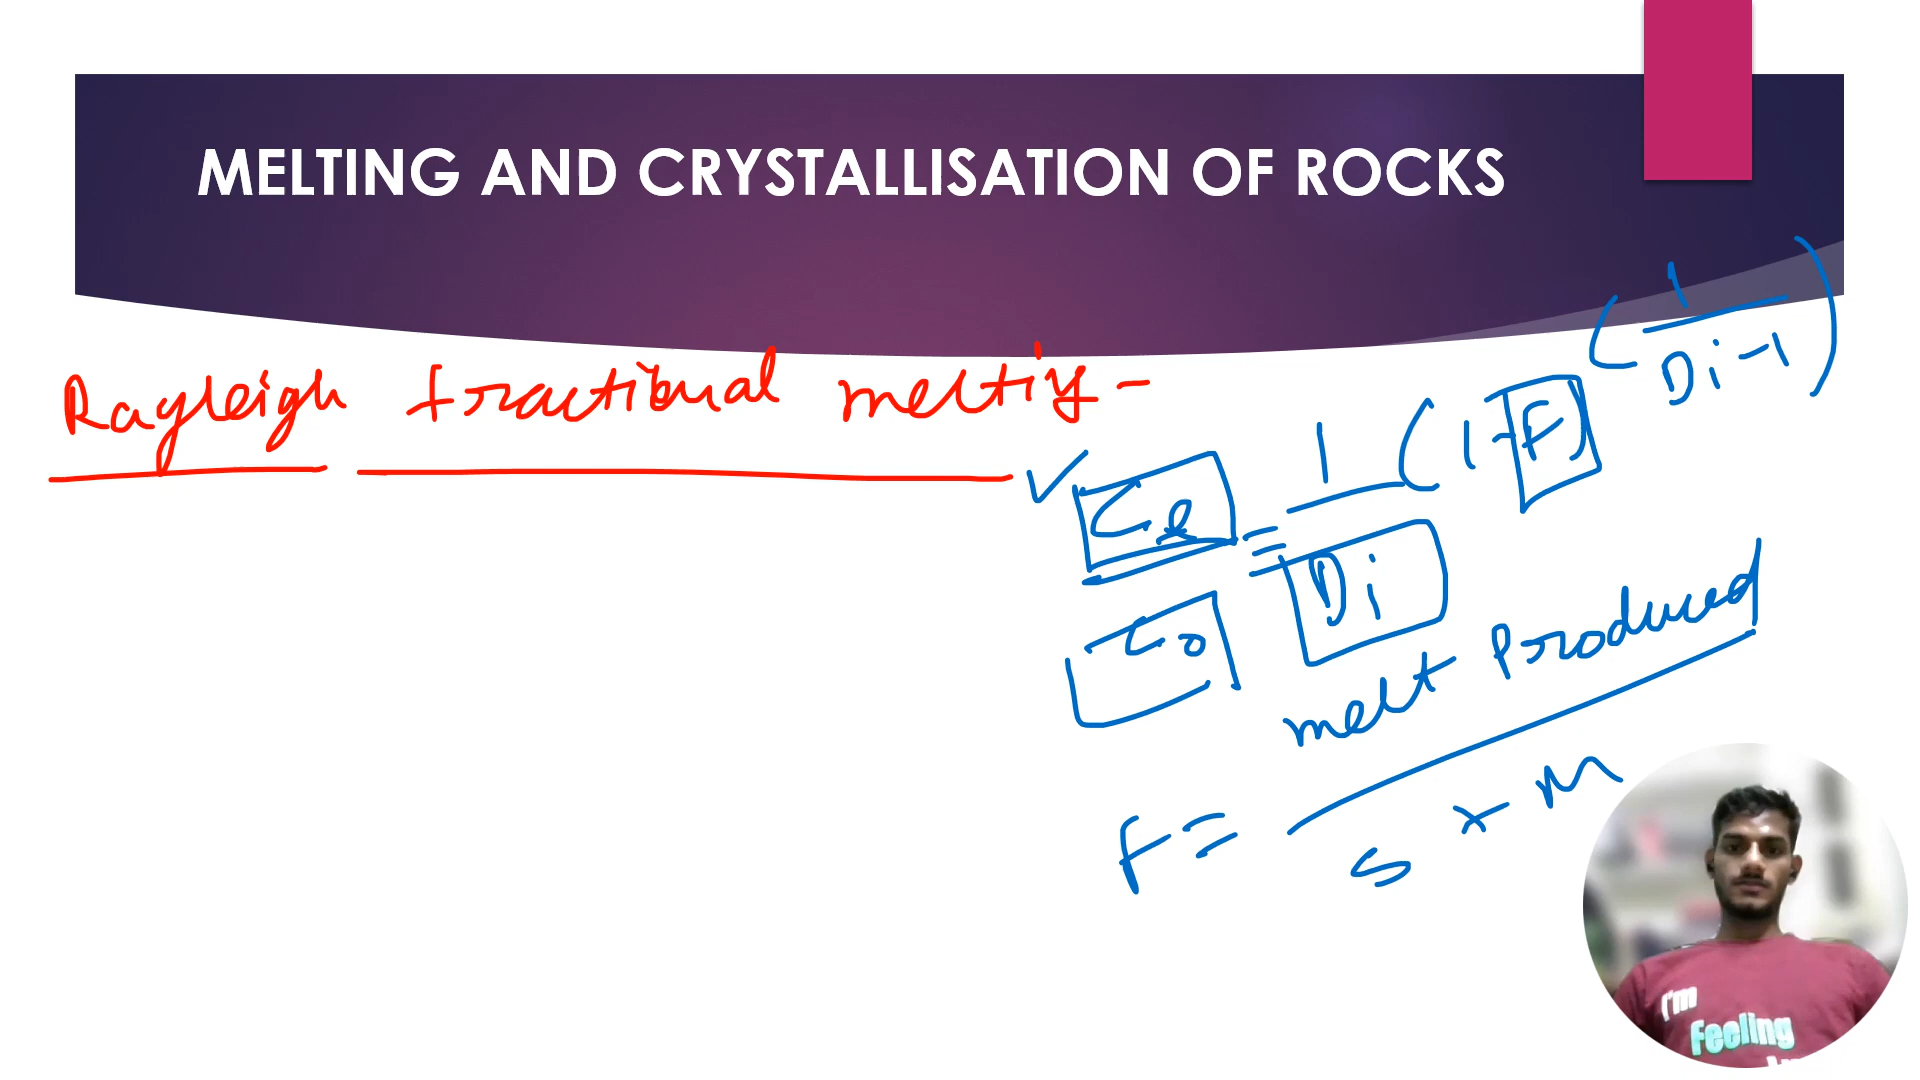 MELTING AND CRYSTALLISATION OF ROCKS
Rayleigh fractional melting -
Cl / C0 = 1 / Di (1-F)^(1 / Di-1)
F = melt Produced / S + M
I'm
Feeling